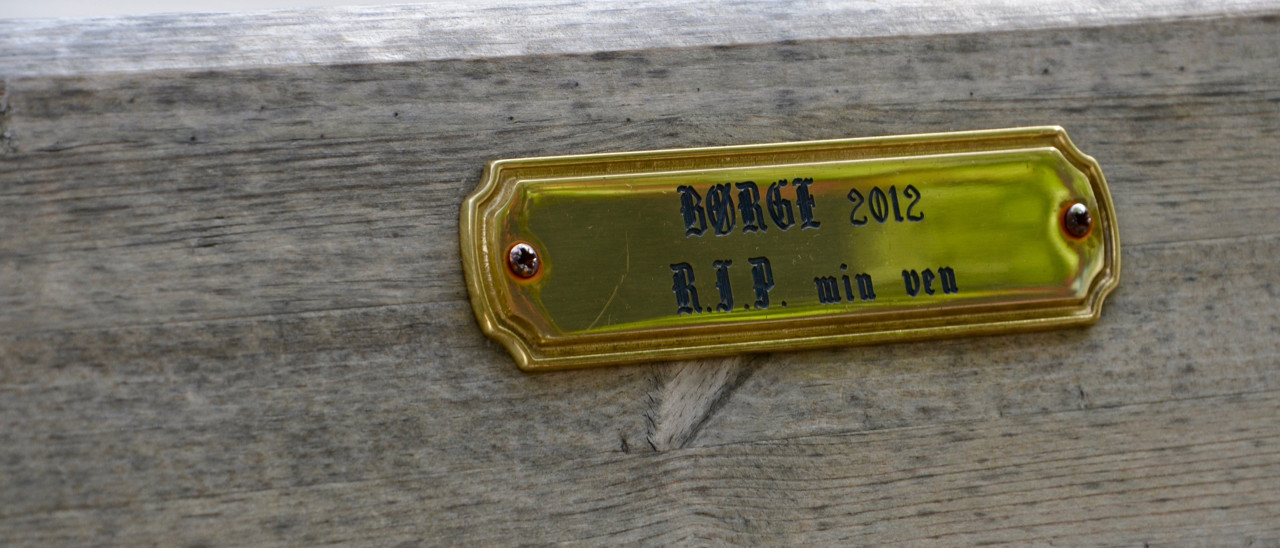 BØRGE 2012
R.I.P. min ven